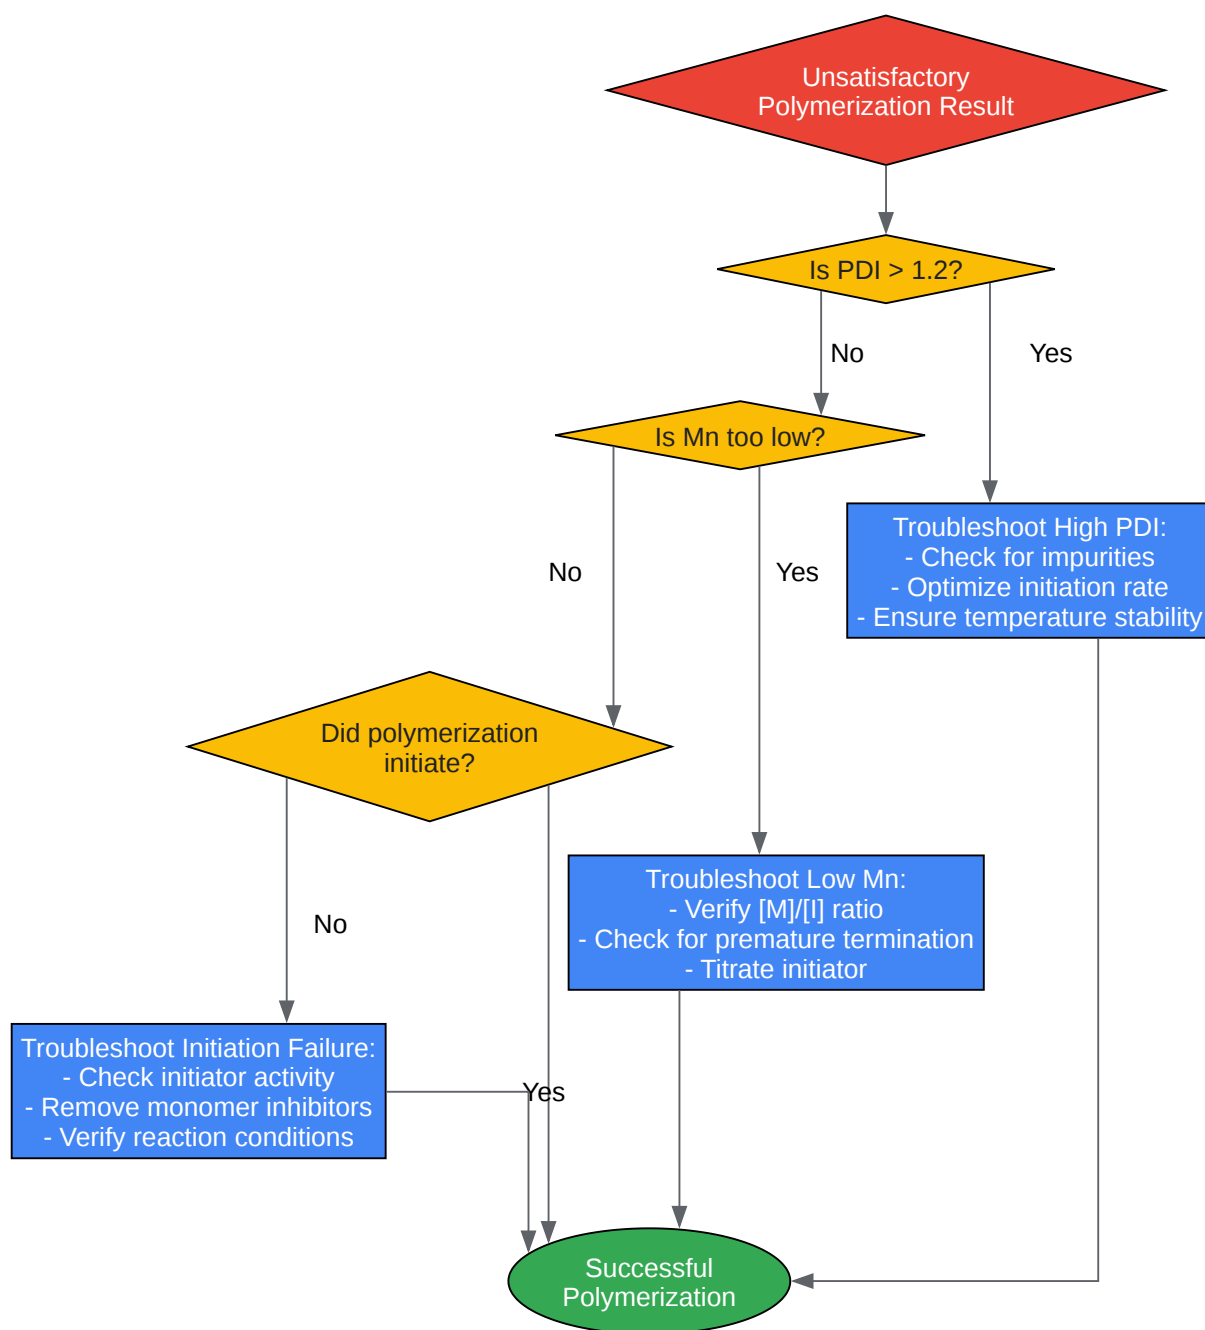 Unsatisfactory
Polymerization Result
Is PDI > 1.2?
No
Yes
Is Mn too low?
Troubleshoot High PDI:
- Check for impurities
- Optimize initiation rate
- Ensure temperature stability
No
Yes
Did polymerization
initiate?
Troubleshoot Low Mn:
- Verify [M]/[I] ratio
- Check for premature termination
- Titrate initiator
No
Troubleshoot Initiation Failure:
- Check initiator activity
- Remove monomer inhibitors
- Verify reaction conditions
Yes
Successful
Polymerization